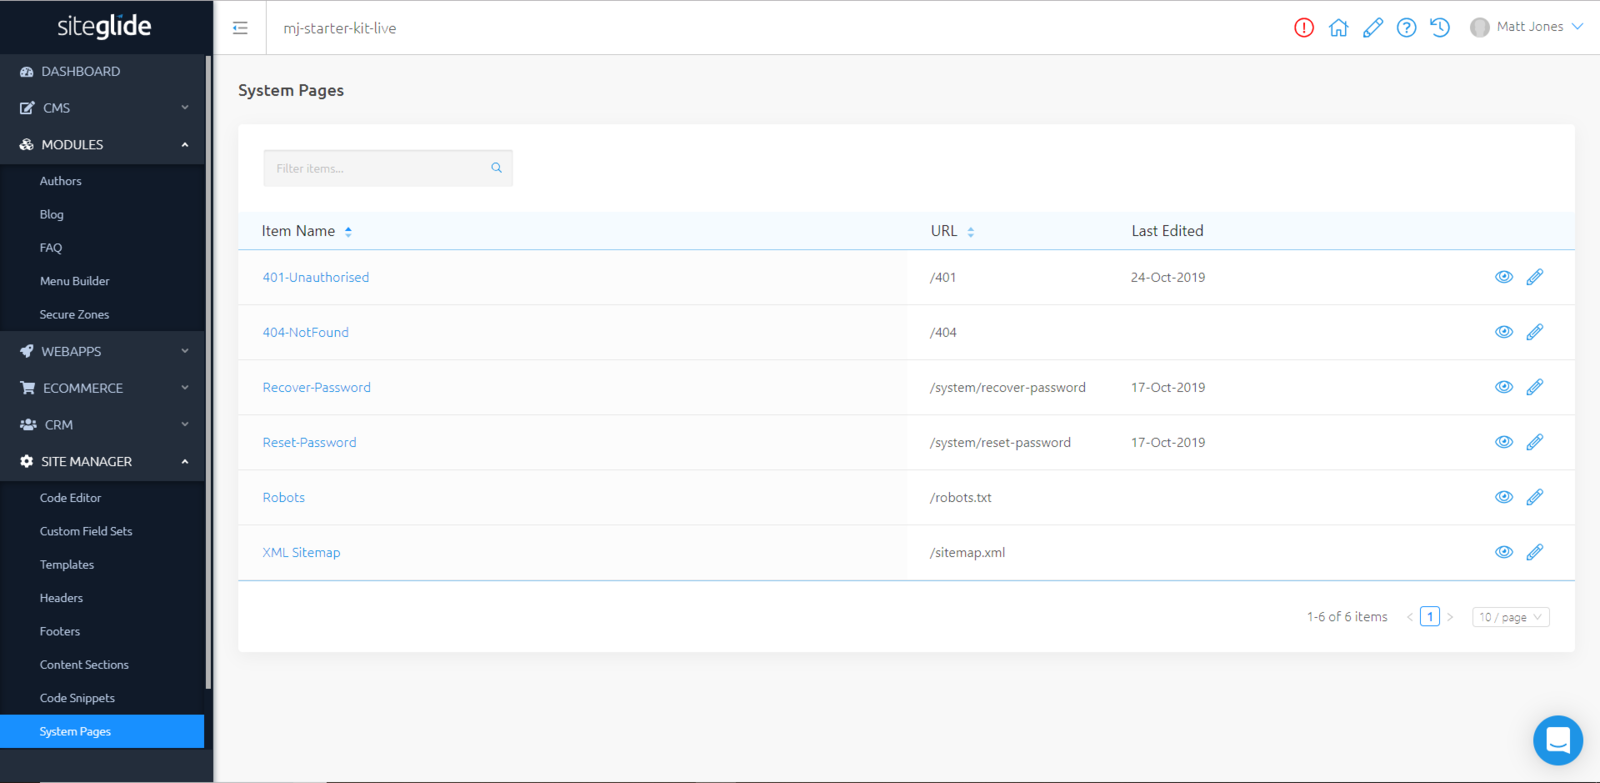 siteglide
mj-starter-kit-live
Matt Jones
DASHBOARD
CMS
MODULES
Authors
Blog
FAQ
Menu Builder
Secure Zones
WEBAPPS
ECOMMERCE
CRM
SITE MANAGER
Code Editor
Custom Field Sets
Templates
Headers
Footers
Content Sections
Code Snippets
System Pages
System Pages
Filter items...
Item Name URL Last Edited
401-Unauthorised /401 24-Oct-2019
404-NotFound /404
Recover-Password /system/recover-password 17-Oct-2019
Reset-Password /system/reset-password 17-Oct-2019
Robots /robots.txt
XML Sitemap /sitemap.xml
1-6 of 6 items < 1 > 10 / page